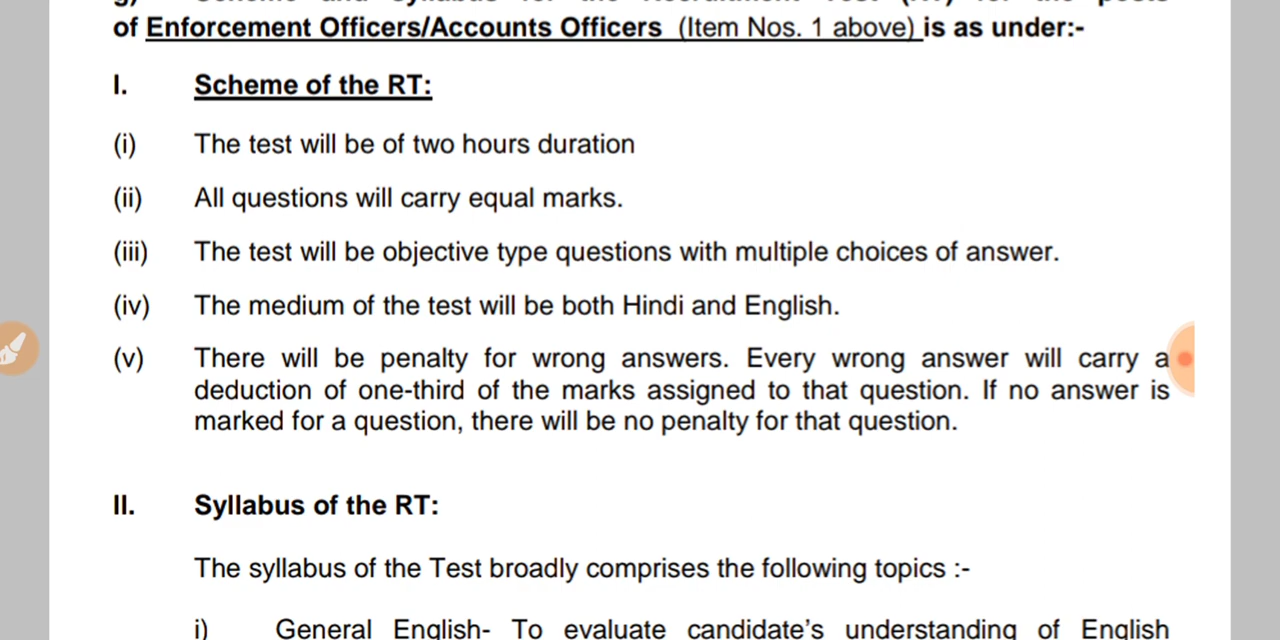 of Enforcement Officers/Accounts Officers (Item Nos. 1 above) is as under:-
I. Scheme of the RT:
(i) The test will be of two hours duration
(ii) All questions will carry equal marks.
(iii) The test will be objective type questions with multiple choices of answer.
(iv) The medium of the test will be both Hindi and English.
(v) There will be penalty for wrong answers. Every wrong answer will carry a
deduction of one-third of the marks assigned to that question. If no answer is
marked for a question, there will be no penalty for that question.
II. Syllabus of the RT:
The syllabus of the Test broadly comprises the following topics :-
i) General English- To evaluate candidate's understanding of English